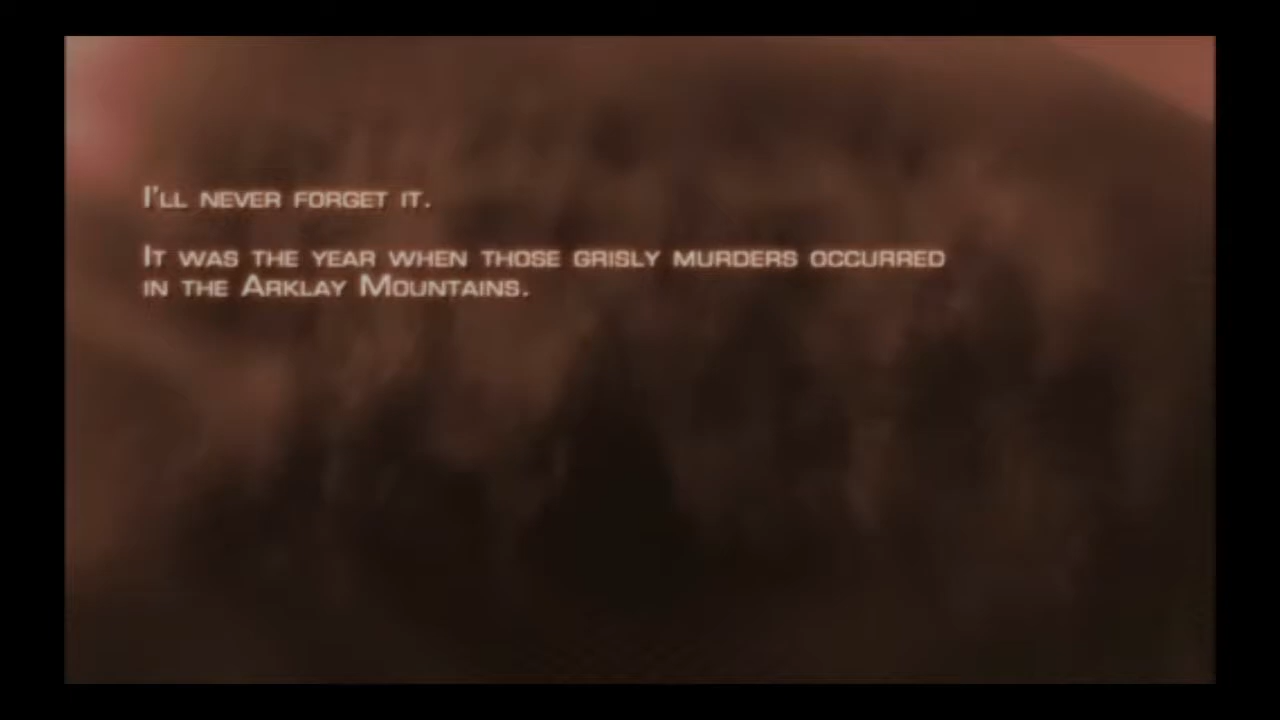 I'll never forget it.
It was the year when those grisly murders occurred
in the Arklay Mountains.